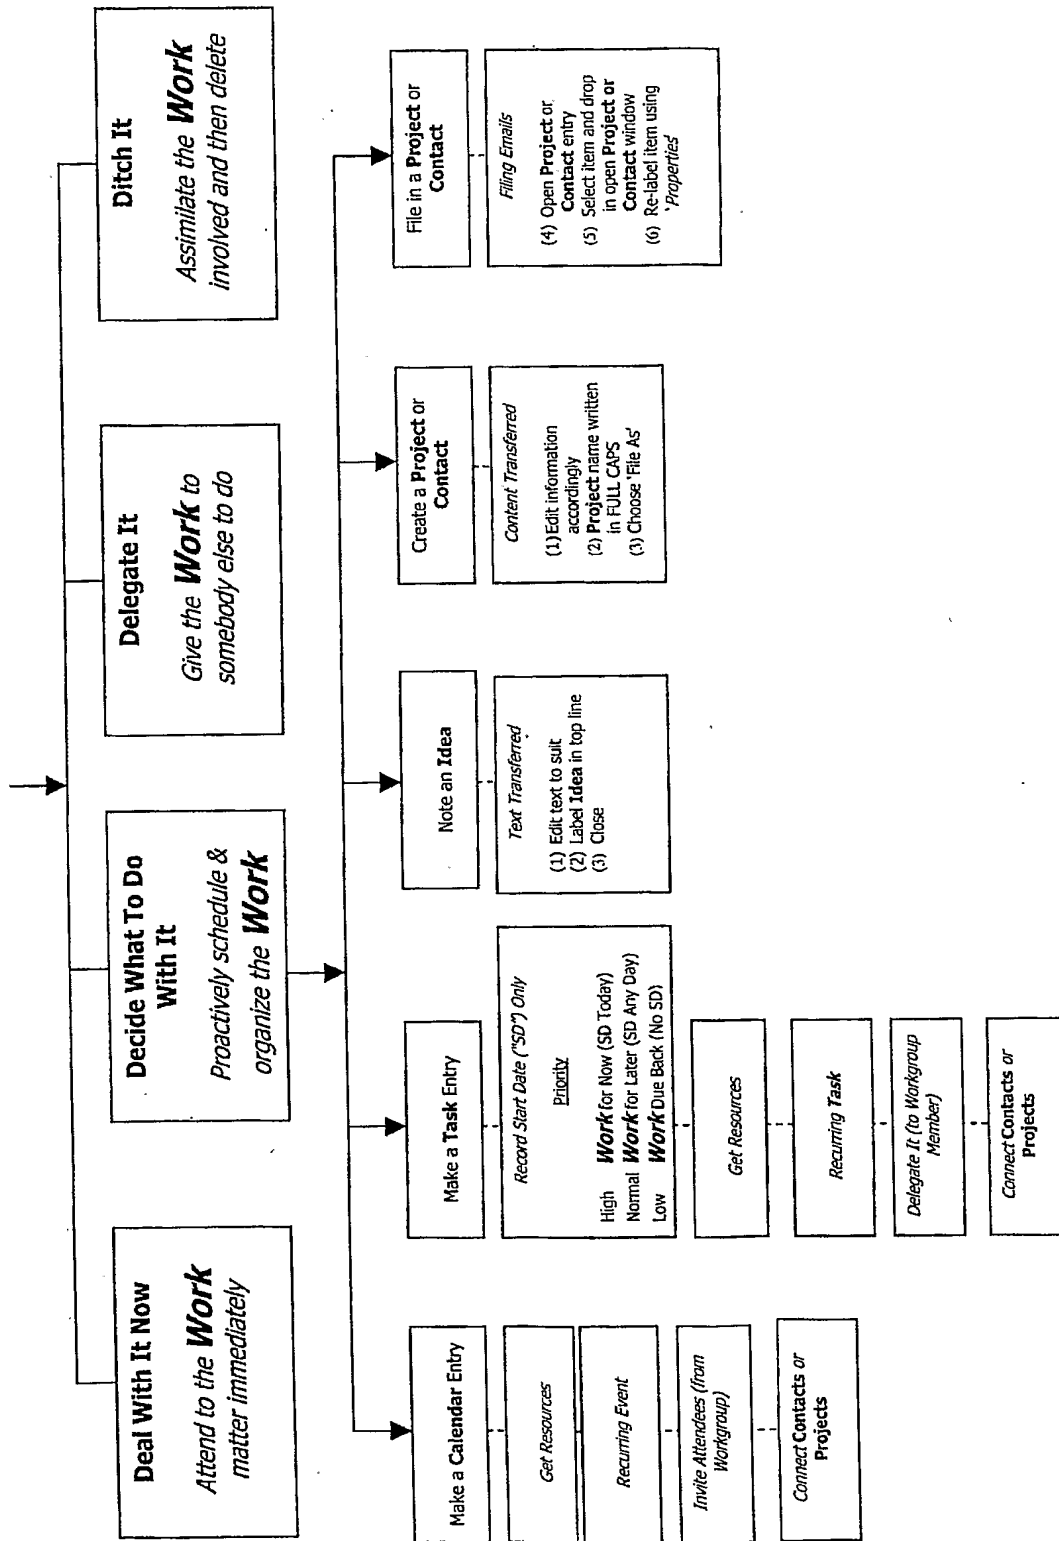 Deal With It Now
Attend to the Work
matter immediately
Decide What To Do
With It
Proactively schedule &
organize the Work
Delegate It
Give the Work to
somebody else to do
Ditch It
Assimilate the Work
involved and then delete
Make a Calendar Entry
Get Resources
Recurring Event
Invite Attendees (from
Workgroup)
Connect Contacts or
Projects
Make a Task Entry
Record Start Date ("SD") Only
Priority
High Work for Now (SD Today)
Normal Work for Later (SD Any Day)
Low Work Due Back (No SD)
Get Resources
Recurring Task
Delegate It (to Workgroup
Member)
Connect Contacts or
Projects
Note an Idea
Text Transferred
(1) Edit text to suit
(2) Label Idea in top line
(3) Close
Create a Project or
Contact
Content Transferred
(1) Edit information
accordingly
(2) Project name written
in FULL CAPS
(3) Choose 'File As'
File in a Project or
Contact
Filing Emails
(4) Open Project or
Contact entry
(5) Select item and drop
in open Project or
Contact window
(6) Re-label item using
'Properties'